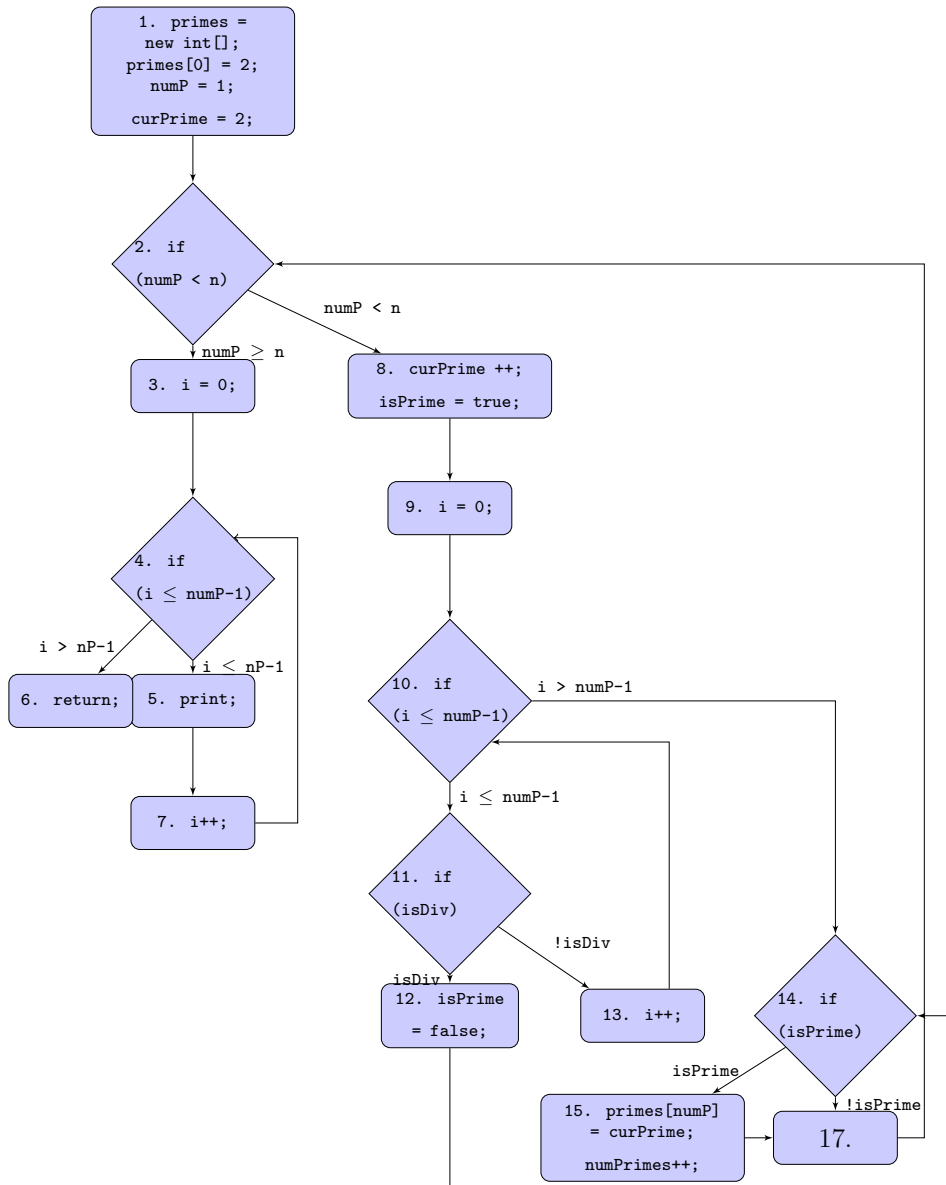 1. primes =
new int[];
primes[0] = 2;
numP = 1;
curPrime = 2;
2. if
(numP < n)
numP < n
numP ≥ n
3. i = 0;
8. curPrime ++;
isPrime = true;
9. i = 0;
4. if
(i ≤ numP-1)
i > nP-1
i ≤ nP-1
6. return;
5. print;
7. i++;
10. if
(i ≤ numP-1)
i > numP-1
i ≤ numP-1
11. if
(isDiv)
!isDiv
isDiv
12. isPrime
= false;
13. i++;
14. if
(isPrime)
isPrime
!isPrime
15. primes[numP]
= curPrime;
numPrimes++;
17.